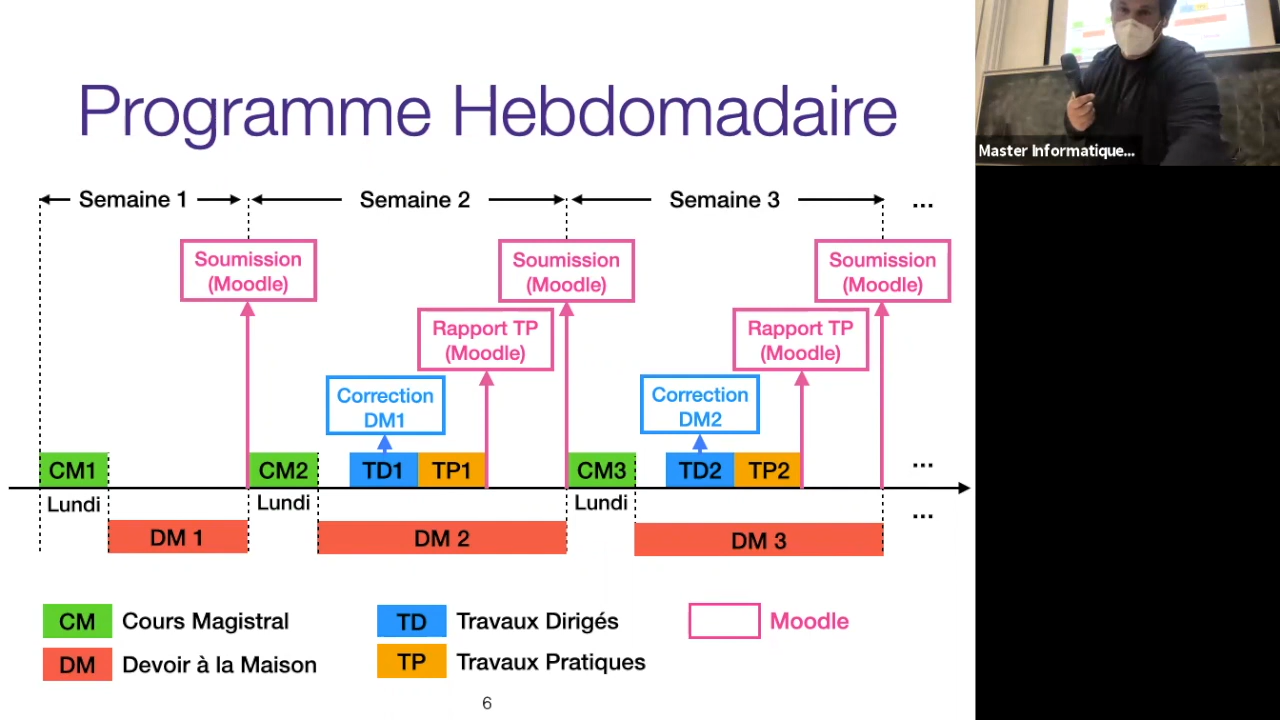 Programme Hebdomadaire
Master Informatique...
Semaine 1
Semaine 2
Semaine 3
...
Soumission
(Moodle)
Soumission
(Moodle)
Soumission
(Moodle)
Rapport TP
(Moodle)
Rapport TP
(Moodle)
Correction
DM1
Correction
DM2
CM1
CM2
TD1
TP1
CM3
TD2
TP2
...
Lundi
Lundi
Lundi
...
DM 1
DM 2
DM 3
CM Cours Magistral
TD Travaux Dirigés
Moodle
DM Devoir à la Maison
TP Travaux Pratiques
6